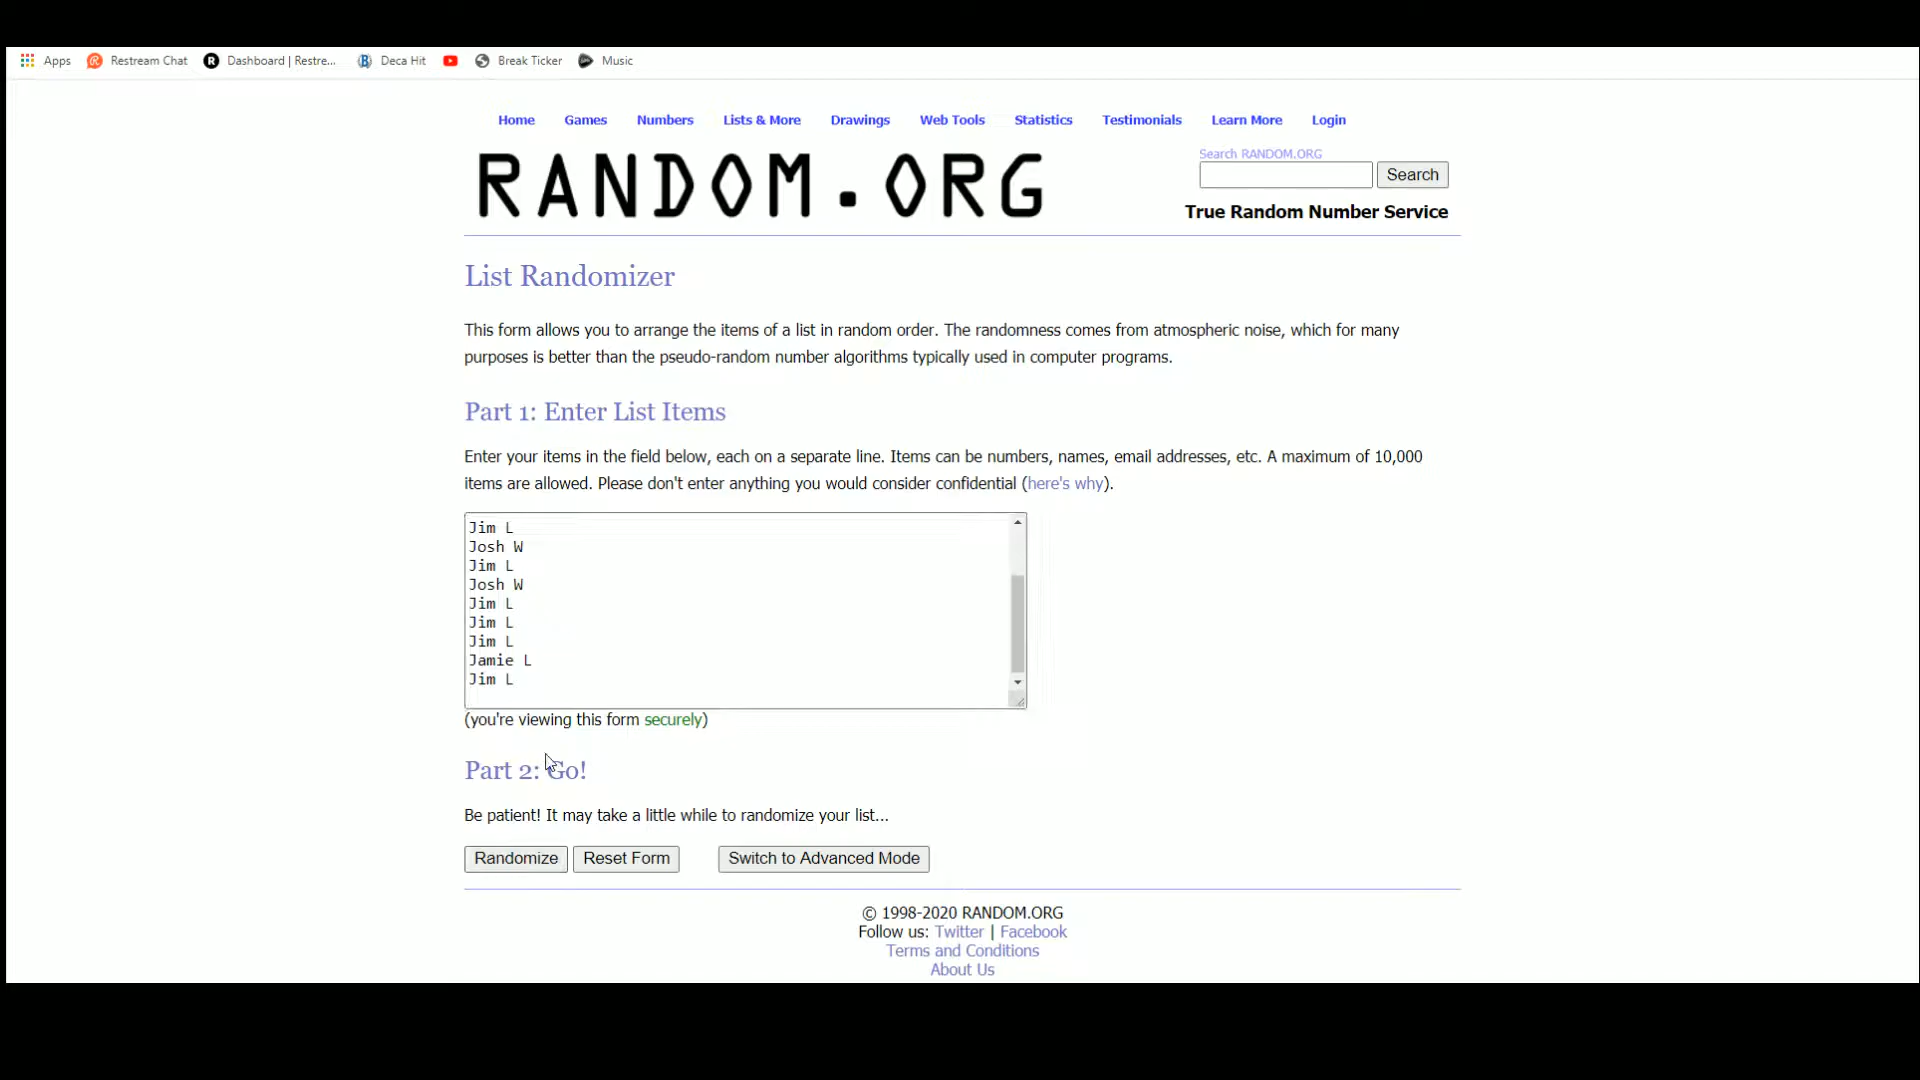 Apps Restream Chat Dashboard | Restre... Deca Hit Break Ticker Music
Home Games Numbers Lists & More Drawings Web Tools Statistics Testimonials Learn More Login
RANDOM.ORG
Search RANDOM.ORG
Search
True Random Number Service
List Randomizer
This form allows you to arrange the items of a list in random order. The randomness comes from atmospheric noise, which for many
purposes is better than the pseudo-random number algorithms typically used in computer programs.
Part 1: Enter List Items
Enter your items in the field below, each on a separate line. Items can be numbers, names, email addresses, etc. A maximum of 10,000
items are allowed. Please don't enter anything you would consider confidential (here's why).
Jim L
Josh W
Jim L
Josh W
Jim L
Jim L
Jim L
Jamie L
Jim L
(you're viewing this form securely)
Part 2: Go!
Be patient! It may take a little while to randomize your list...
Randomize Reset Form Switch to Advanced Mode
© 1998-2020 RANDOM.ORG
Follow us: Twitter | Facebook
Terms and Conditions
About Us